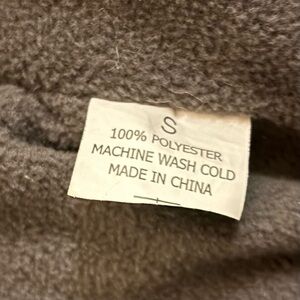 S
100% POLYESTER
MACHINE WASH COLD
MADE IN CHINA